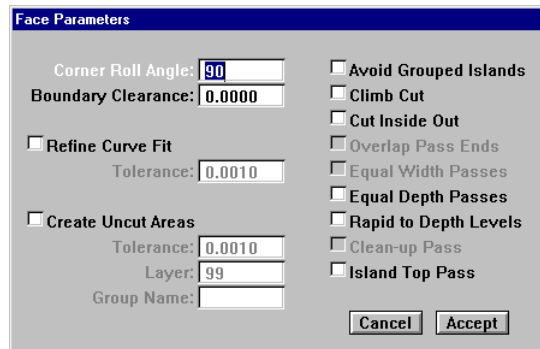 Face Parameters
Corner Roll Angle: 90
Boundary Clearance: 0.0000
Refine Curve Fit
Tolerance: 0.0010
Create Uncut Areas
Tolerance: 0.0010
Layer: 99
Group Name:
Avoid Grouped Islands
Climb Cut
Cut Inside Out
Overlap Pass Ends
Equal Width Passes
Equal Depth Passes
Rapid to Depth Levels
Clean-up Pass
Island Top Pass
Cancel Accept